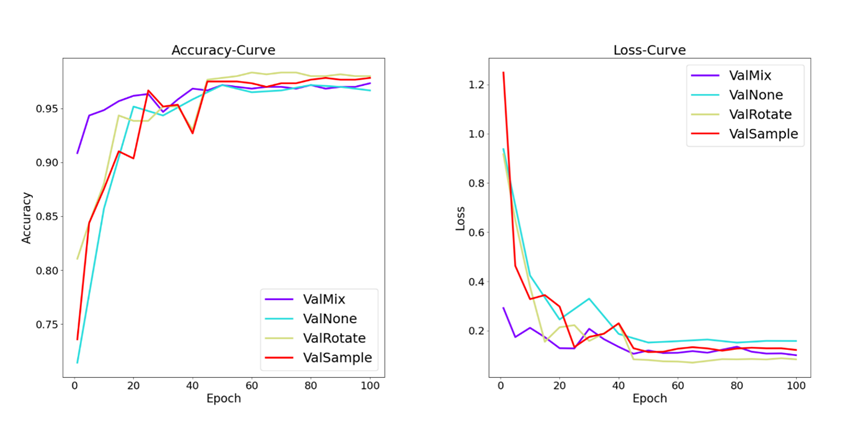 Accuracy-Curve
0.95
0.90
0.85
0.80
0.75
Accuracy
ValMix
ValNone
ValRotate
ValSample
0 20 40 60 80 100
Epoch
Loss-Curve
1.2
1.0
0.8
0.6
0.4
0.2
Loss
ValMix
ValNone
ValRotate
ValSample
0 20 40 60 80 100
Epoch